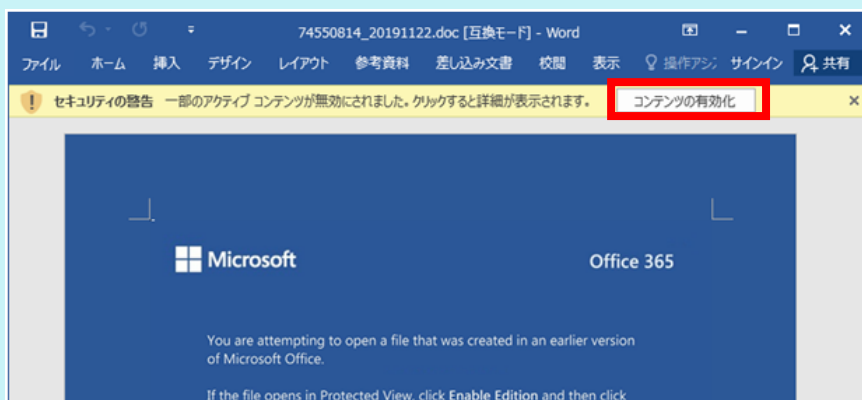 74550814_20191122.doc [互換モード] - Word
ファイル ホーム 挿入 デザイン レイアウト 参考資料 差し込み文書 校閲 表示 操作アシ サインイン 共有
セキュリティの警告 一部のアクティブ コンテンツが無効にされました。クリックすると詳細が表示されます。 コンテンツの有効化
Microsoft Office 365
You are attempting to open a file that was created in an earlier version
of Microsoft Office.
If the file opens in Protected View, click Enable Edition and then click